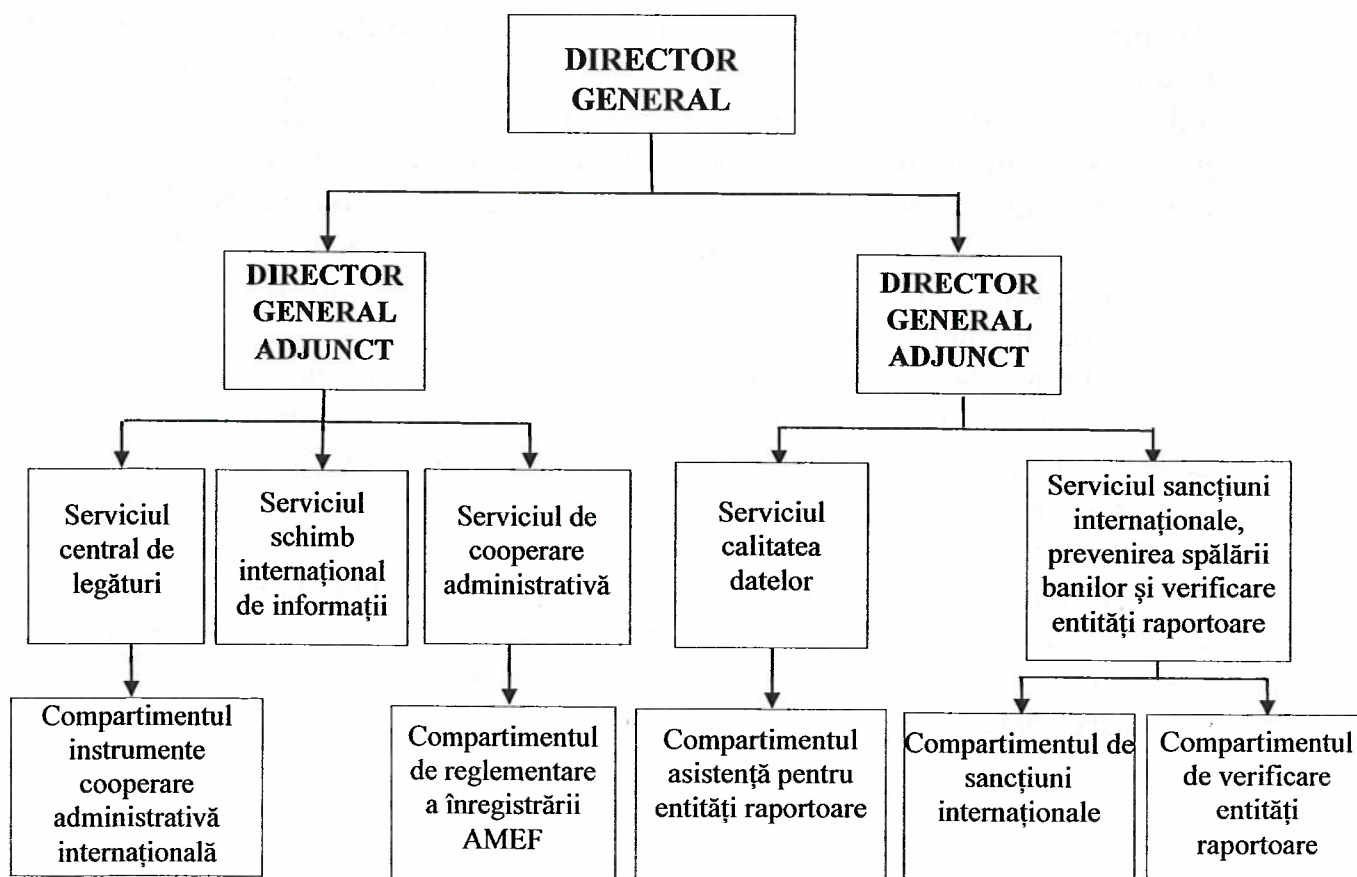 DIRECTOR
GENERAL
DIRECTOR
GENERAL
ADJUNCT
DIRECTOR
GENERAL
ADJUNCT
Serviciul
central de
legături
Serviciul
schimb
internațional
de informații
Serviciul de
cooperare
administrativă
Serviciul
calitatea
datelor
Serviciul sancțiuni
internaționale,
prevenirea spălării
banilor și verificare
entități raportoare
Compartimentul
instrumente
cooperare
administrativă
internațională
Compartimentul
de reglementare
a înregistrării
AMEF
Compartimentul
asistență pentru
entități raportoare
Compartimentul de
sancțiuni
internaționale
Compartimentul
de verificare
entități
raportoare